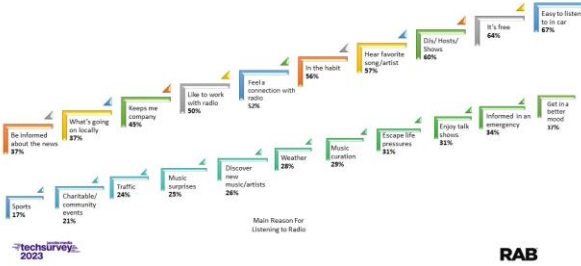 Easy to listen
to in car
67%
It's free
64%
DJs/ Hosts/
Shows
60%
Hear favorite
song/artist
57%
In the habit
56%
Feel a
connection with
radio
52%
Like to work
with radio
50%
Keeps me
company
45%
What's going
on locally
37%
Be informed
about the news
37%
Get in a
better
mood
37%
Informed in an
emergency
34%
Enjoy talk
shows
31%
Escape life
pressures
31%
Music
curation
29%
Weather
28%
Discover
new
music/artists
26%
Music
surprises
25%
Traffic
24%
Charitable/
community
events
21%
Sports
17%
Main Reason For
Listening to Radio
techsurvey
2023
RAB